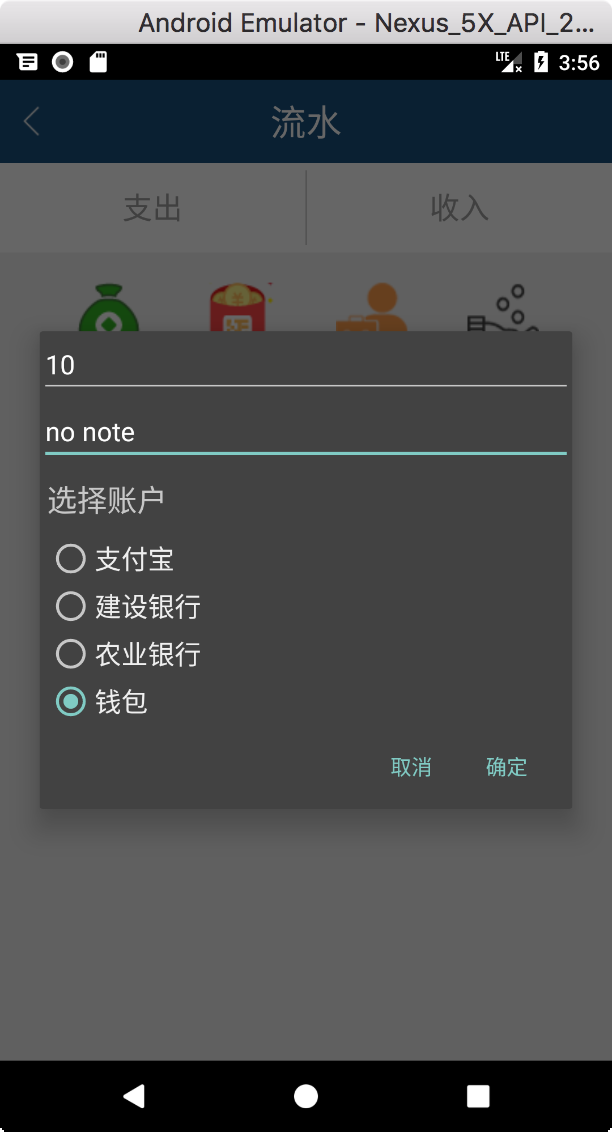 Android Emulator - Nexus_5X_API_2...
LTE 3:56
流水
支出 收入
10
no note
选择账户
支付宝
建设银行
农业银行
钱包
取消 确定